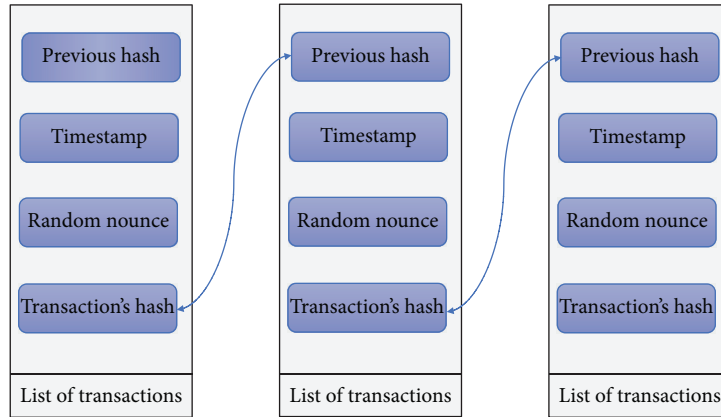 Previous hash
Timestamp
Random nounce
Transaction's hash
List of transactions
Previous hash
Timestamp
Random nounce
Transaction's hash
List of transactions
Previous hash
Timestamp
Random nounce
Transaction's hash
List of transactions